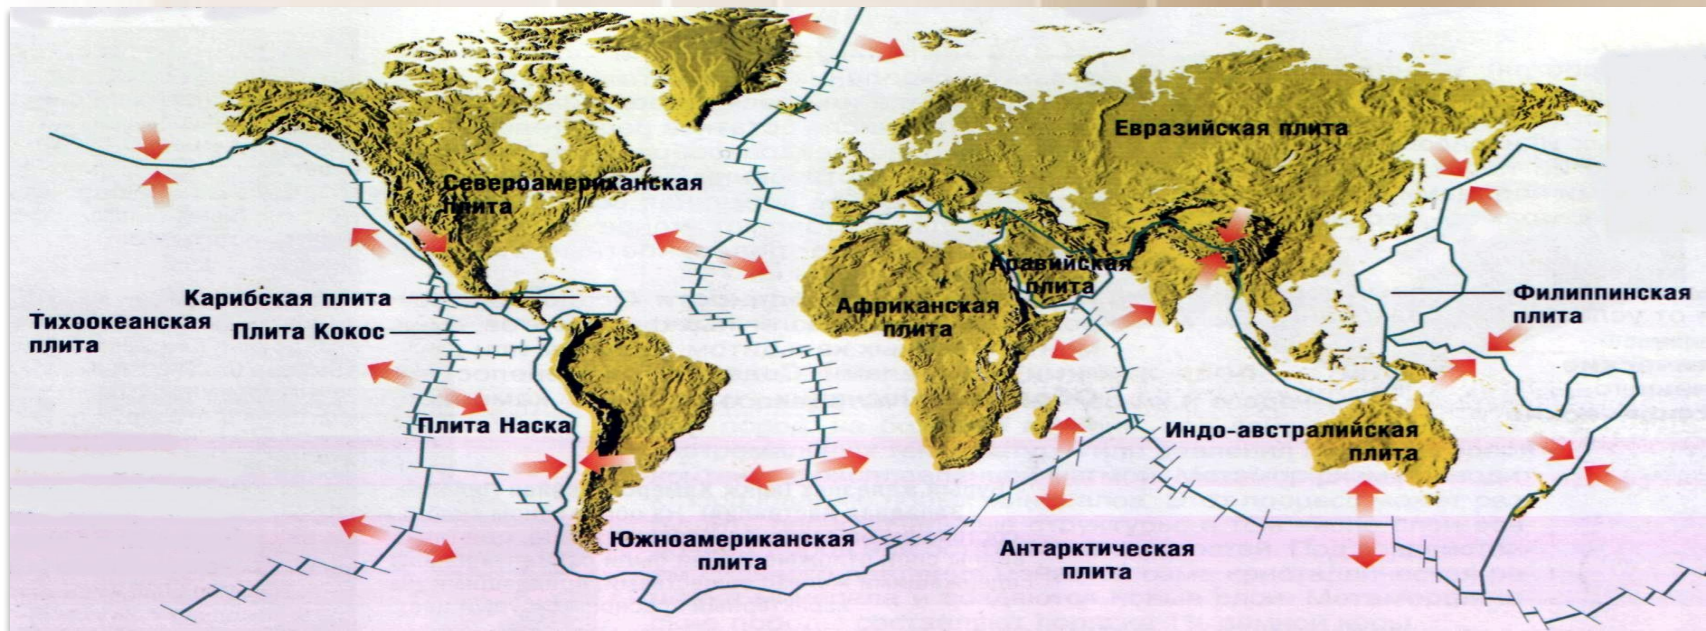 Евразийская плита
Североамериканская
плита
Аравийская
плита
Карибская плита
Африканская
плита
Филиппинская
плита
Тихоокеанская
плита
Плита Кокос
Плита Наска
Индо-австралийская
плита
Южноамериканская
плита
Антарктическая
плита